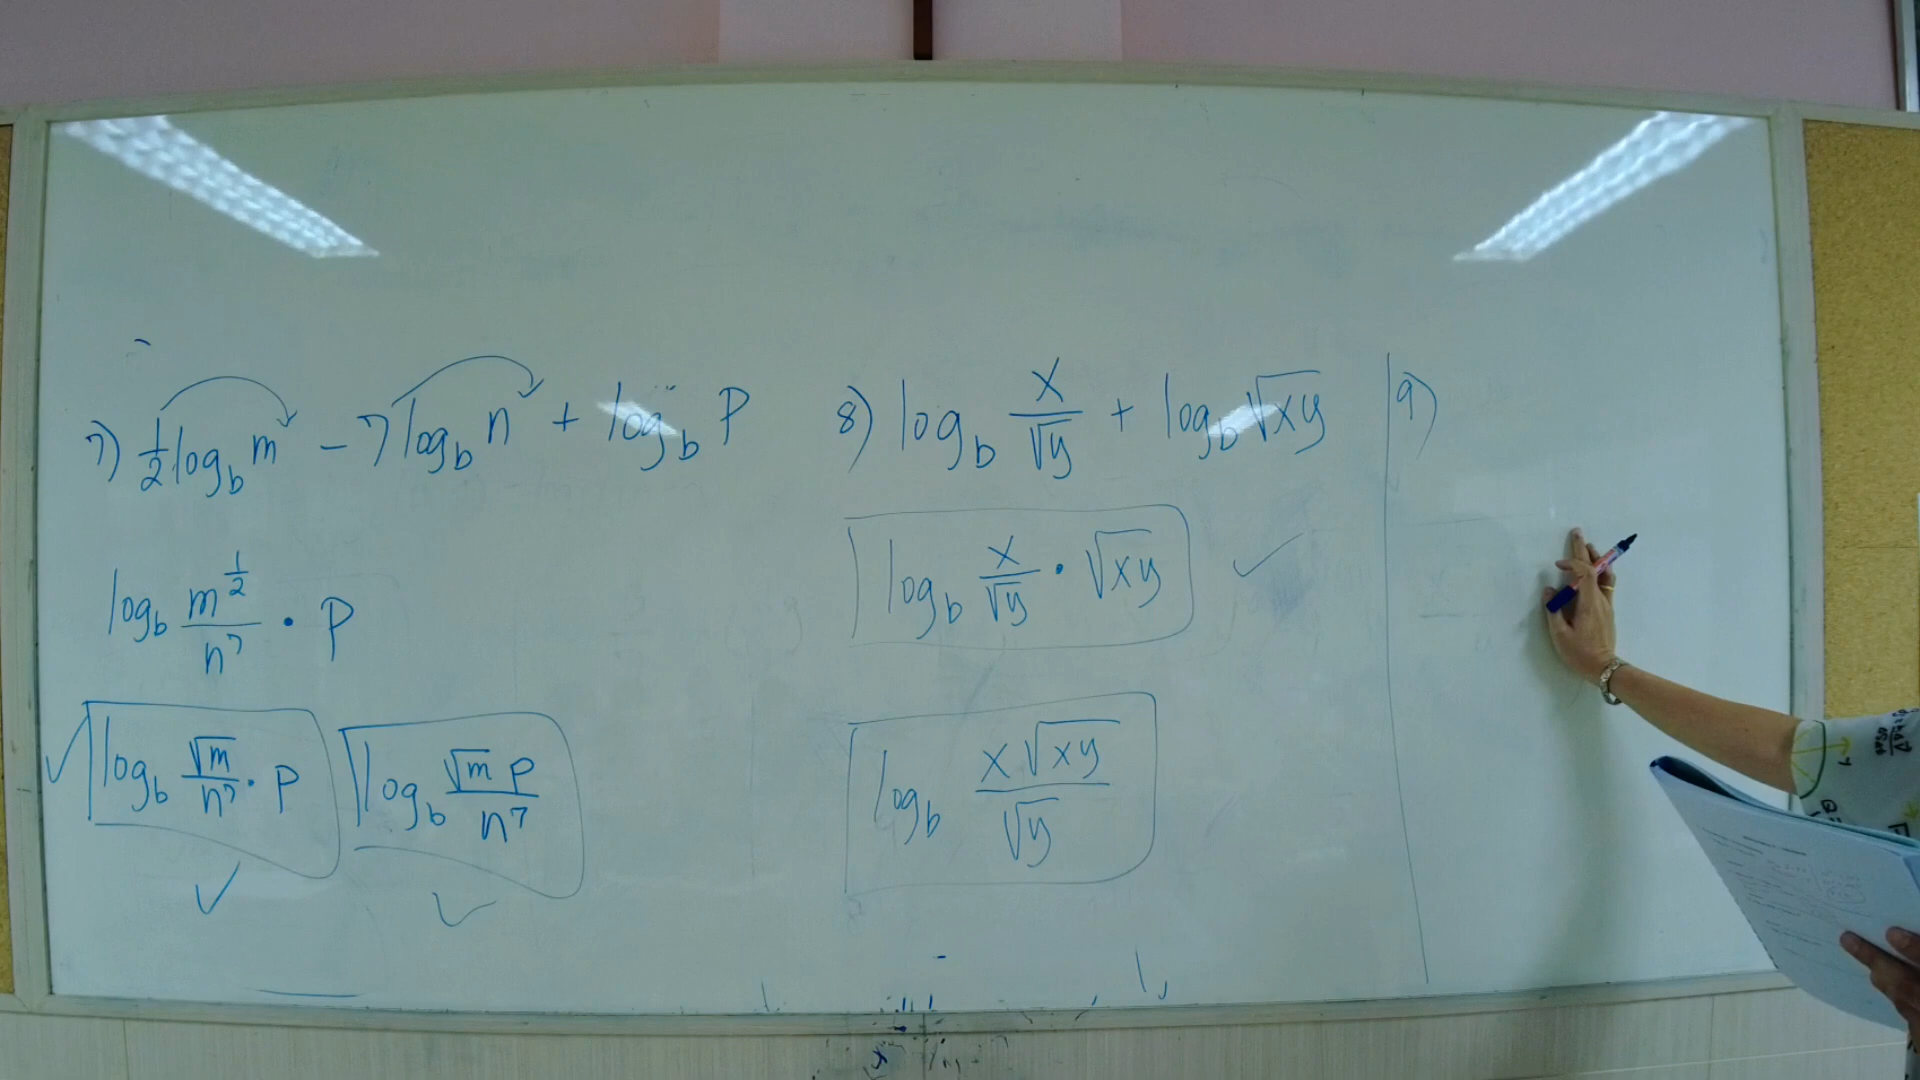 7) ½ log_b m − 7 log_b n + log_b p
log_b m^(1/2)/n^7 · p
log_b √m/n^7 · p
log_b √m p/n^7
8) log_b x/√y + log_b √xy
log_b x/√y · √xy
log_b x√xy/√y
9)